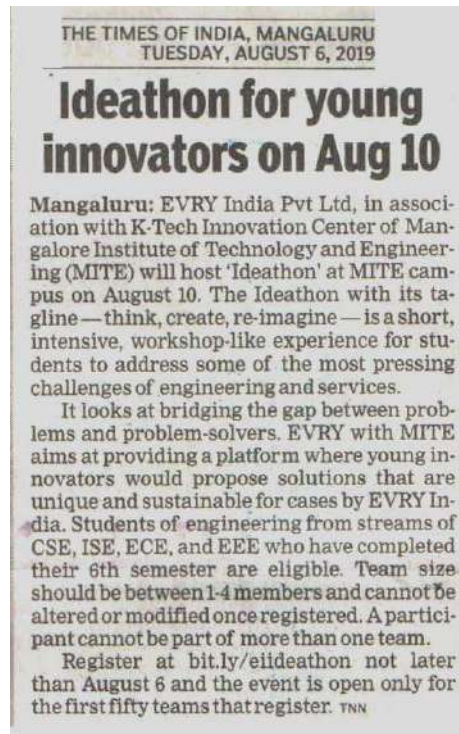 THE TIMES OF INDIA, MANGALURU
TUESDAY, AUGUST 6, 2019
Ideathon for young
innovators on Aug 10
Mangaluru: EVRY India Pvt Ltd, in associ-
ation with K-Tech Innovation Center of Man-
galore Institute of Technology and Engineer-
ing (MITE) will host ‘Ideathon’ at MITE cam-
pus on August 10. The Ideathon with its ta-
gline — think, create, re-imagine — is a short,
intensive, workshop-like experience for stu-
dents to address some of the most pressing
challenges of engineering and services.
It looks at bridging the gap between prob-
lems and problem-solvers. EVRY with MITE
aims at providing a platform where young in-
novators would propose solutions that are
unique and sustainable for cases by EVRY In-
dia. Students of engineering from streams of
CSE, ISE, ECE, and EEE who have completed
their 6th semester are eligible. Team size
should be between 1-4 members and cannot be
altered or modified once registered. A partici-
pant cannot be part of more than one team.
Register at bit.ly/eiideathon not later
than August 6 and the event is open only for
the first fifty teams that register. TNN